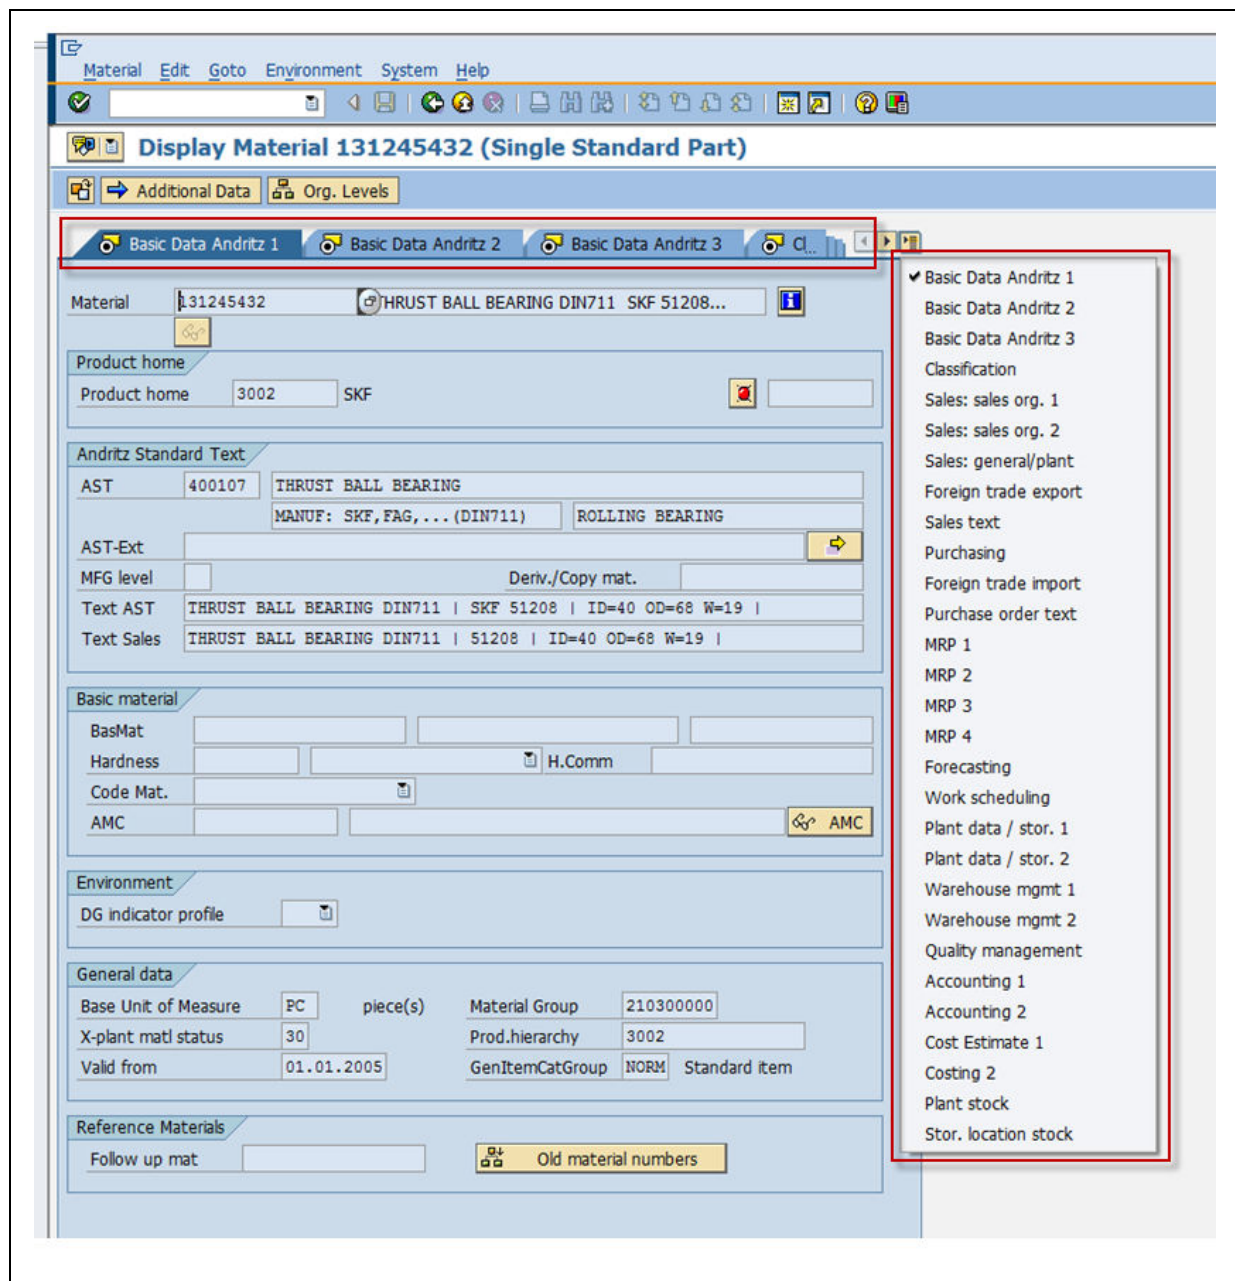 Material Edit Goto Environment System Help
Display Material 131245432 (Single Standard Part)
Additional Data Org. Levels
Basic Data Andritz 1 Basic Data Andritz 2 Basic Data Andritz 3 Cl...
Material 131245432 THRUST BALL BEARING DIN711 SKF 51208...
Product home
Product home 3002 SKF
Andritz Standard Text
AST 400107 THRUST BALL BEARING
MANUF: SKF,FAG,...(DIN711) ROLLING BEARING
AST-Ext
MFG level Deriv./Copy mat.
Text AST THRUST BALL BEARING DIN711 | SKF 51208 | ID=40 OD=68 W=19 |
Text Sales THRUST BALL BEARING DIN711 | 51208 | ID=40 OD=68 W=19 |
Basic material
BasMat
Hardness H.Comm
Code Mat.
AMC AMC
Environment
DG indicator profile
General data
Base Unit of Measure PC piece(s) Material Group 210300000
X-plant matl status 30 Prod.hierarchy 3002
Valid from 01.01.2005 GenItemCatGroup NORM Standard item
Reference Materials
Follow up mat Old material numbers
Basic Data Andritz 1
Basic Data Andritz 2
Basic Data Andritz 3
Classification
Sales: sales org. 1
Sales: sales org. 2
Sales: general/plant
Foreign trade export
Sales text
Purchasing
Foreign trade import
Purchase order text
MRP 1
MRP 2
MRP 3
MRP 4
Forecasting
Work scheduling
Plant data / stor. 1
Plant data / stor. 2
Warehouse mgmt 1
Warehouse mgmt 2
Quality management
Accounting 1
Accounting 2
Cost Estimate 1
Costing 2
Plant stock
Stor. location stock